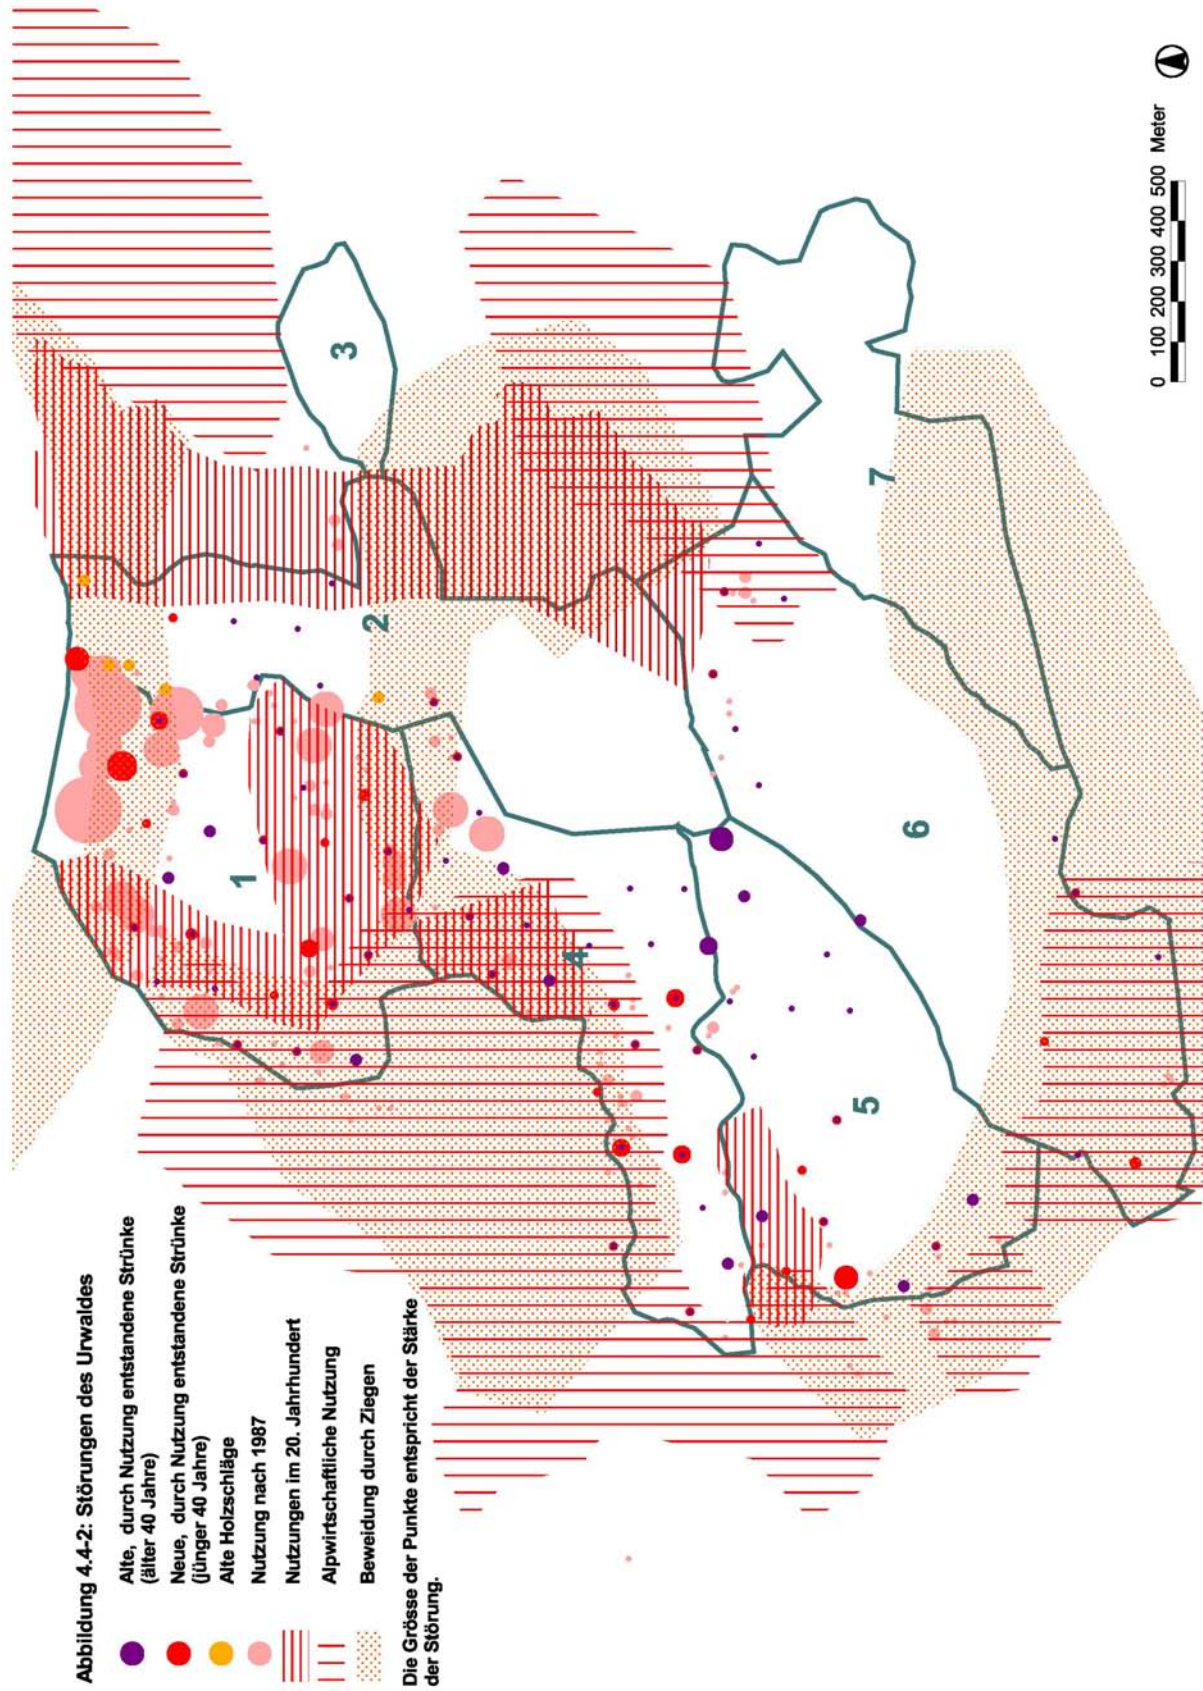 Abbildung 4.4-2: Störungen des Urwaldes
Alte, durch Nutzung entstandene Strünke
(älter 40 Jahre)
Neue, durch Nutzung entstandene Strünke
(jünger 40 Jahre)
Alte Holzschläge
Nutzung nach 1987
Nutzungen im 20. Jahrhundert
Alpwirtschaftliche Nutzung
Beweidung durch Ziegen
Die Grösse der Punkte entspricht der Stärke
der Störung.
1
2
3
4
5
6
7
0 100 200 300 400 500 Meter